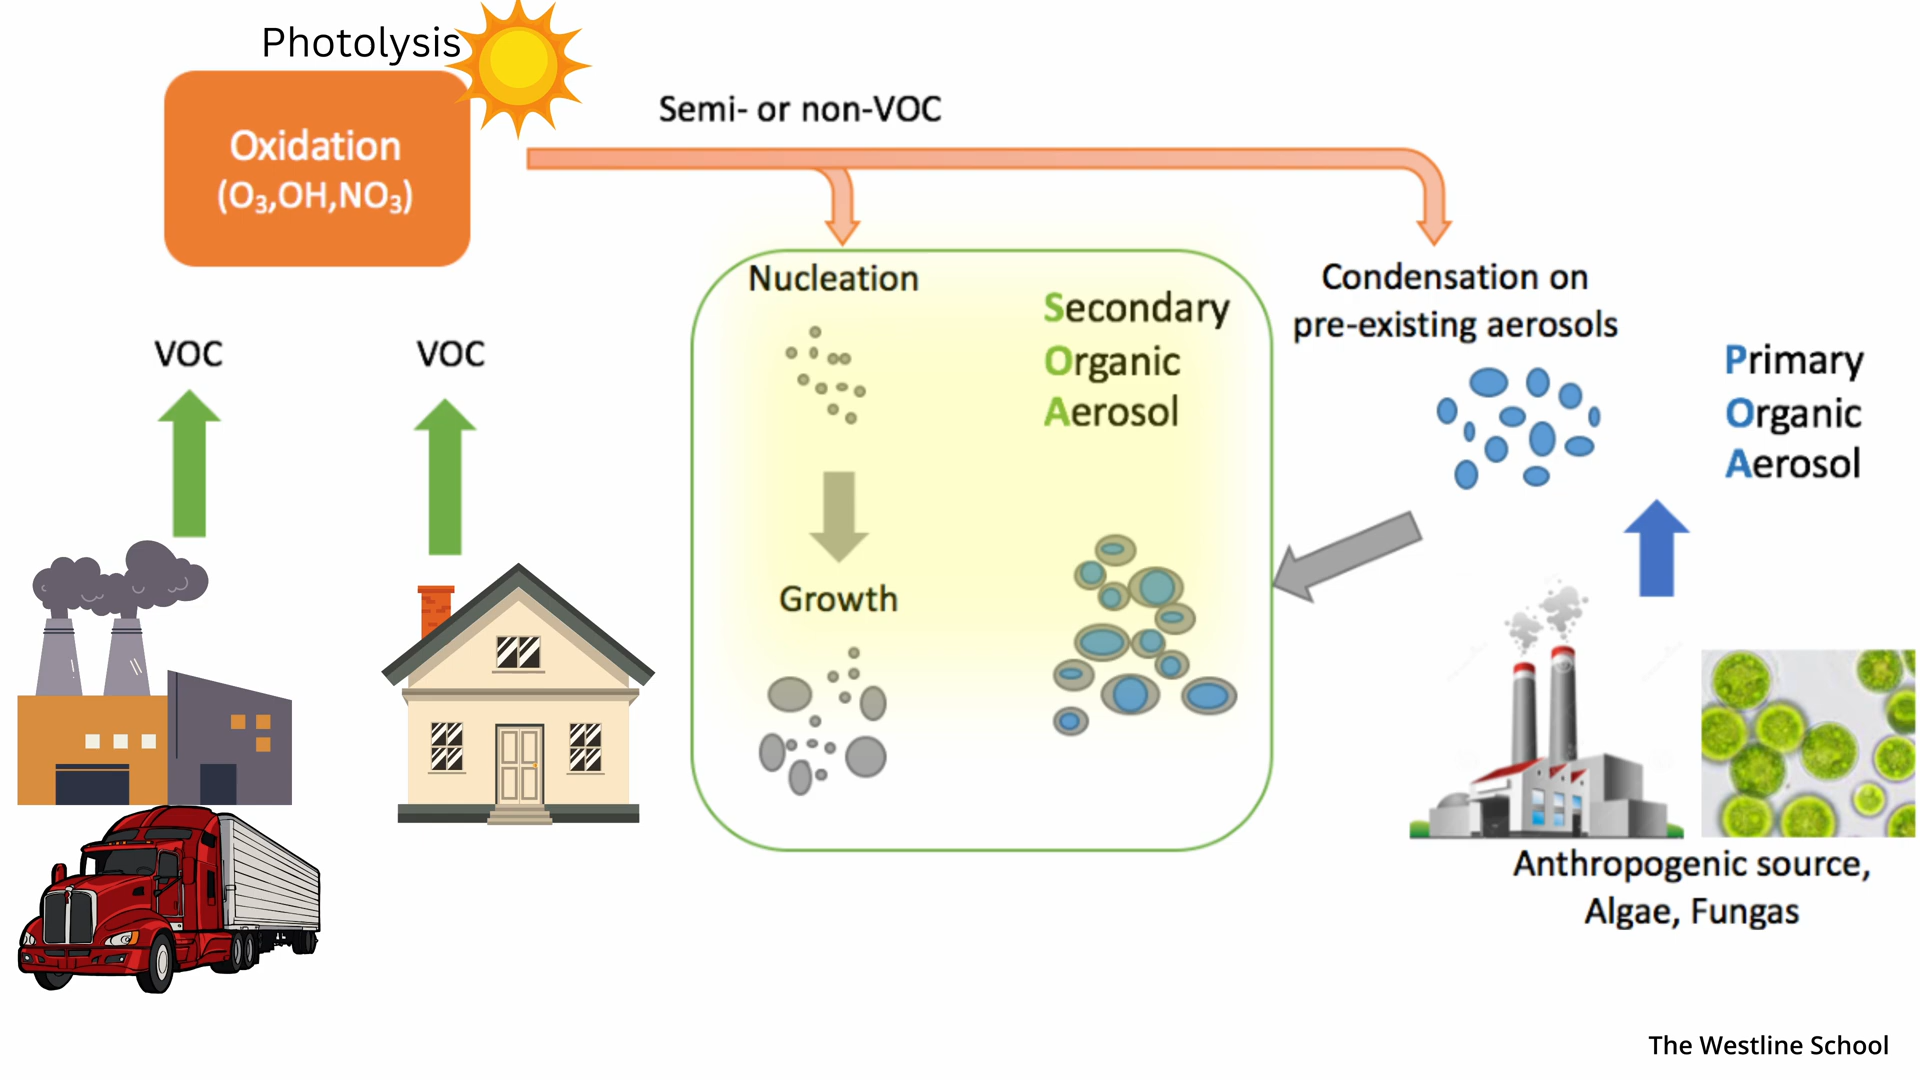 Photolysis
Oxidation
(O₃,OH,NO₃)
Semi- or non-VOC
VOC
VOC
Nucleation
Secondary
Organic
Aerosol
Growth
Condensation on
pre-existing aerosols
Primary
Organic
Aerosol
Anthropogenic source,
Algae, Fungas
The Westline School